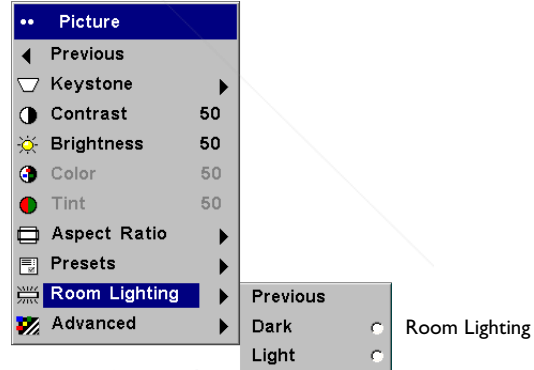 Picture
Previous
Keystone
Contrast 50
Brightness 50
Color 50
Tint 50
Aspect Ratio
Presets
Room Lighting
Advanced
Previous
Dark
Light
Room Lighting